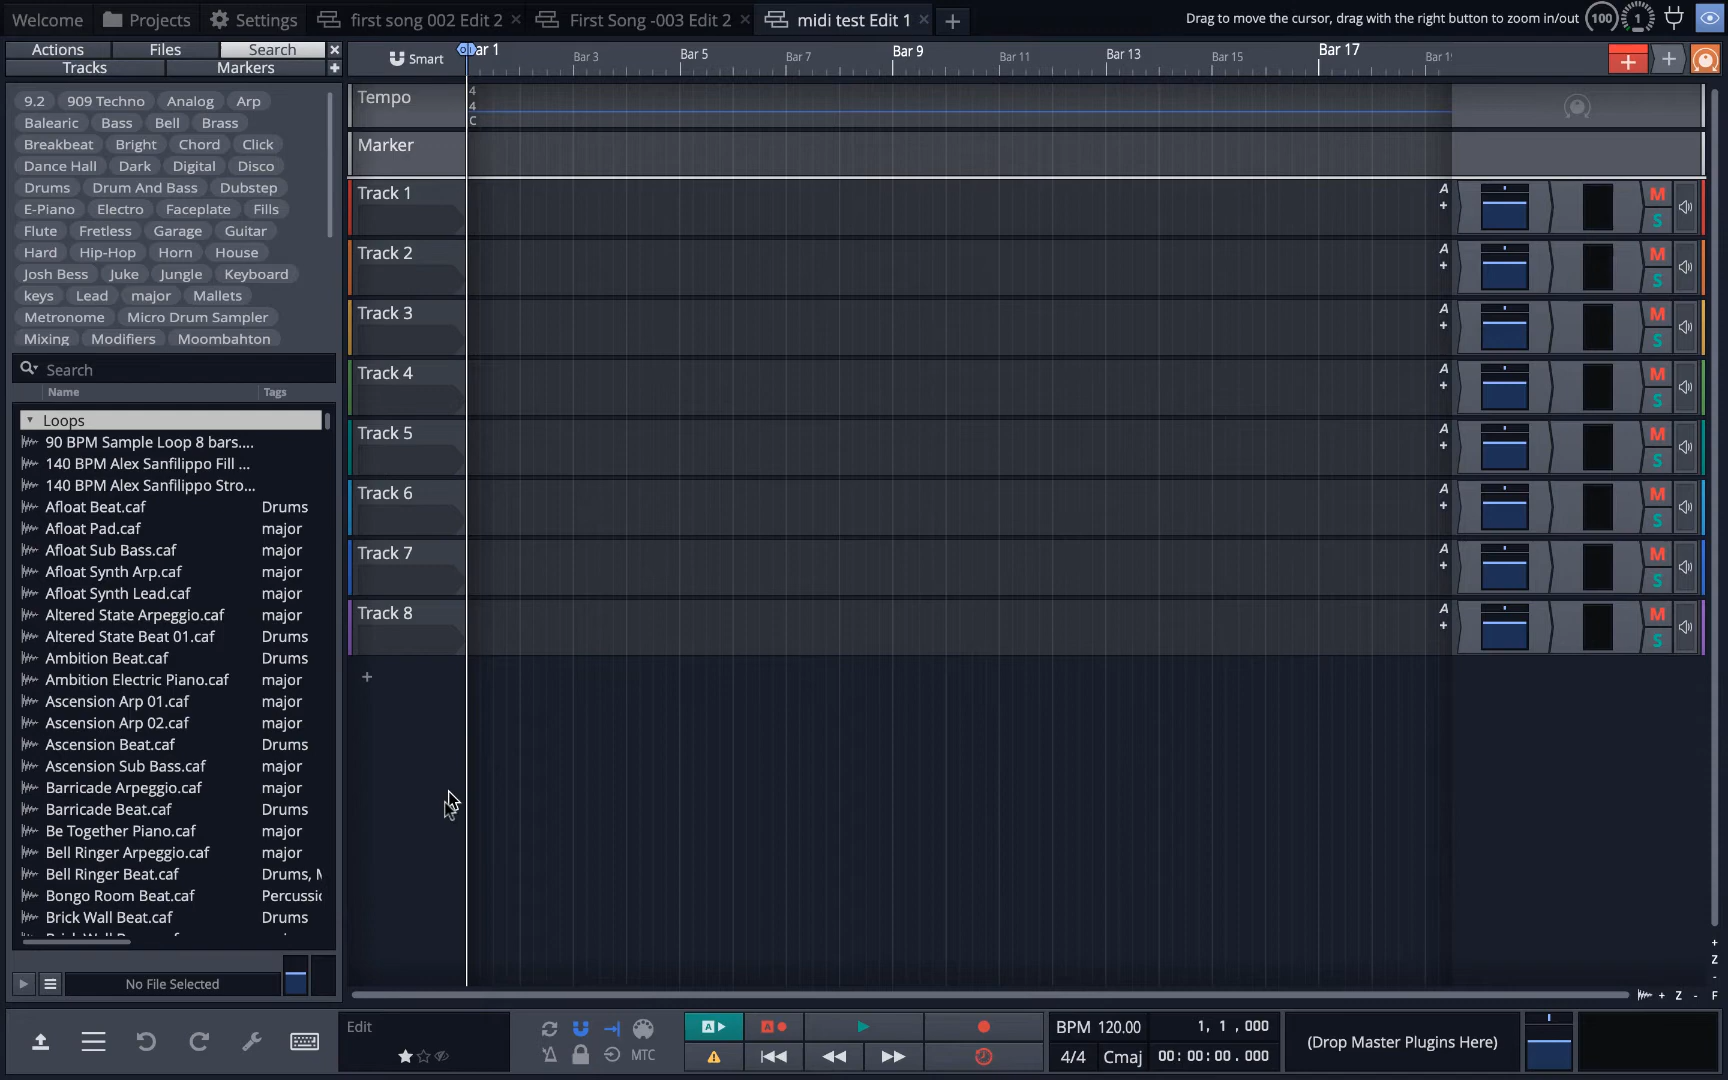 Welcome Projects Settings first song 002 Edit 2 First Song -003 Edit 2 midi test Edit 1 Drag to move the cursor, drag with the right button to zoom in/out 100 1
Actions Files Search
Tracks Markers
Smart
Bar 1 Bar 3 Bar 5 Bar 7 Bar 9 Bar 11 Bar 13 Bar 15 Bar 17
9.2 909 Techno Analog Arp
Balearic Bass Bell Brass
Breakbeat Bright Chord Click
Dance Hall Dark Digital Disco
Drums Drum And Bass Dubstep
E-Piano Electro Faceplate Fills
Flute Fretless Garage Guitar
Hard Hip-Hop Horn House
Josh Bess Juke Jungle Keyboard
keys Lead major Mallets
Metronome Micro Drum Sampler
Mixing Modifiers Moombahton
Search
Name Tags
Loops
90 BPM Sample Loop 8 bars....
140 BPM Alex Sanfilippo Fill ...
140 BPM Alex Sanfilippo Stro...
Afloat Beat.caf Drums
Afloat Pad.caf major
Afloat Sub Bass.caf major
Afloat Synth Arp.caf major
Afloat Synth Lead.caf major
Altered State Arpeggio.caf major
Altered State Beat 01.caf Drums
Ambition Beat.caf Drums
Ambition Electric Piano.caf major
Ascension Arp 01.caf major
Ascension Arp 02.caf major
Ascension Beat.caf Drums
Ascension Sub Bass.caf major
Barricade Arpeggio.caf major
Barricade Beat.caf Drums
Be Together Piano.caf major
Bell Ringer Arpeggio.caf major
Bell Ringer Beat.caf Drums,
Bongo Room Beat.caf
Brick Wall Beat.caf Drums
No File Selected
Tempo
4
4
C
Marker
Track 1 A + M S
Track 2 A + M S
Track 3 A + M S
Track 4 A + M S
Track 5 A + M S
Track 6 A + M S
Track 7 A + M S
Track 8 A + M S
+
+
Z
-
+ Z - F
Edit
MTC
A A
BPM 120.00 1, 1 , 000
4/4 Cmaj 00: 00: 00 . 000
(Drop Master Plugins Here)